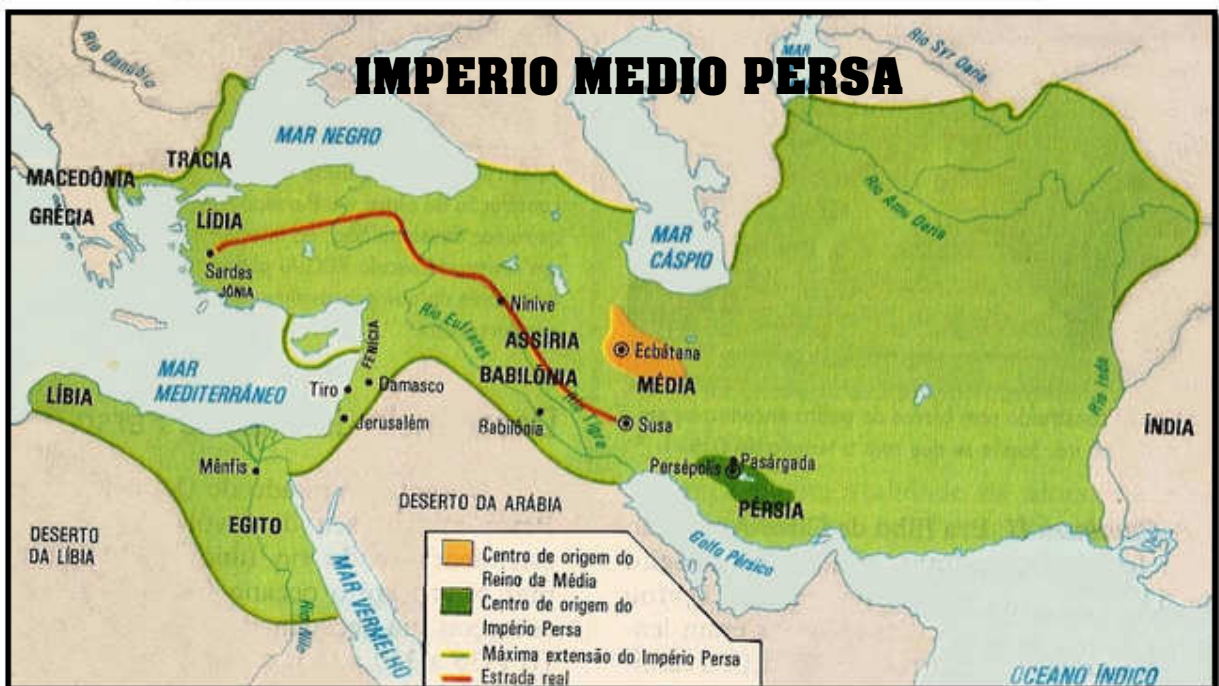 IMPERIO MEDIO PERSA
Rio Danúbio
MAR
Rio Syr Daria
MAR NEGRO
TRÁCIA
MACEDÔNIA
GRÉCIA
LÍDIA
Sardes
JÔNIA
MAR
CÁSPIO
Rio Amu Daria
Nínive
Rio Eufrates
ASSÍRIA
BABILÔNIA
Ecbátana
MÉDIA
FENÍCIA
MAR
MEDITERRÂNEO
Tiro
Damasco
Jerusalém
Babilônia
Rio Tigre
Susa
Rio Indo
ÍNDIA
LÍBIA
Mênfis
Persépolis
Pasárgada
PÉRSIA
DESERTO DA ARÁBIA
EGITO
DESERTO
DA LÍBIA
Golfo Pérsico
MAR VERMELHO
Rio Nilo
Centro de origem do
Reino da Média
Centro de origem do
Império Persa
Máxima extensão do Império Persa
Estrada real
OCEANO ÍNDICO